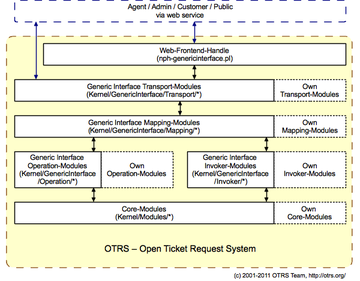 Agent / Admin / Customer / Public
via web service
Web-Frontend-Handle
(nph-genericinterface.pl)
Generic Interface Transport-Modules
(Kernel/GenericInterface/Transport/*)
Own
Transport-Modules
Generic Interface Mapping-Modules
(Kernel/GenericInterface/Mapping/*)
Own
Mapping-Modules
Generic Interface
Operation-Modules
(Kernel/GenericInterface
/Operation/*)
Own
Operation-Modules
Generic Interface
Invoker-Modules
(Kernel/GenericInterface
/Invoker/*)
Own
Invoker-Modules
Core-Modules
(Kernel/Modules/*)
Own
Core-Modules
OTRS – Open Ticket Request System
(c) 2001-2011 OTRS Team, http://otrs.org/